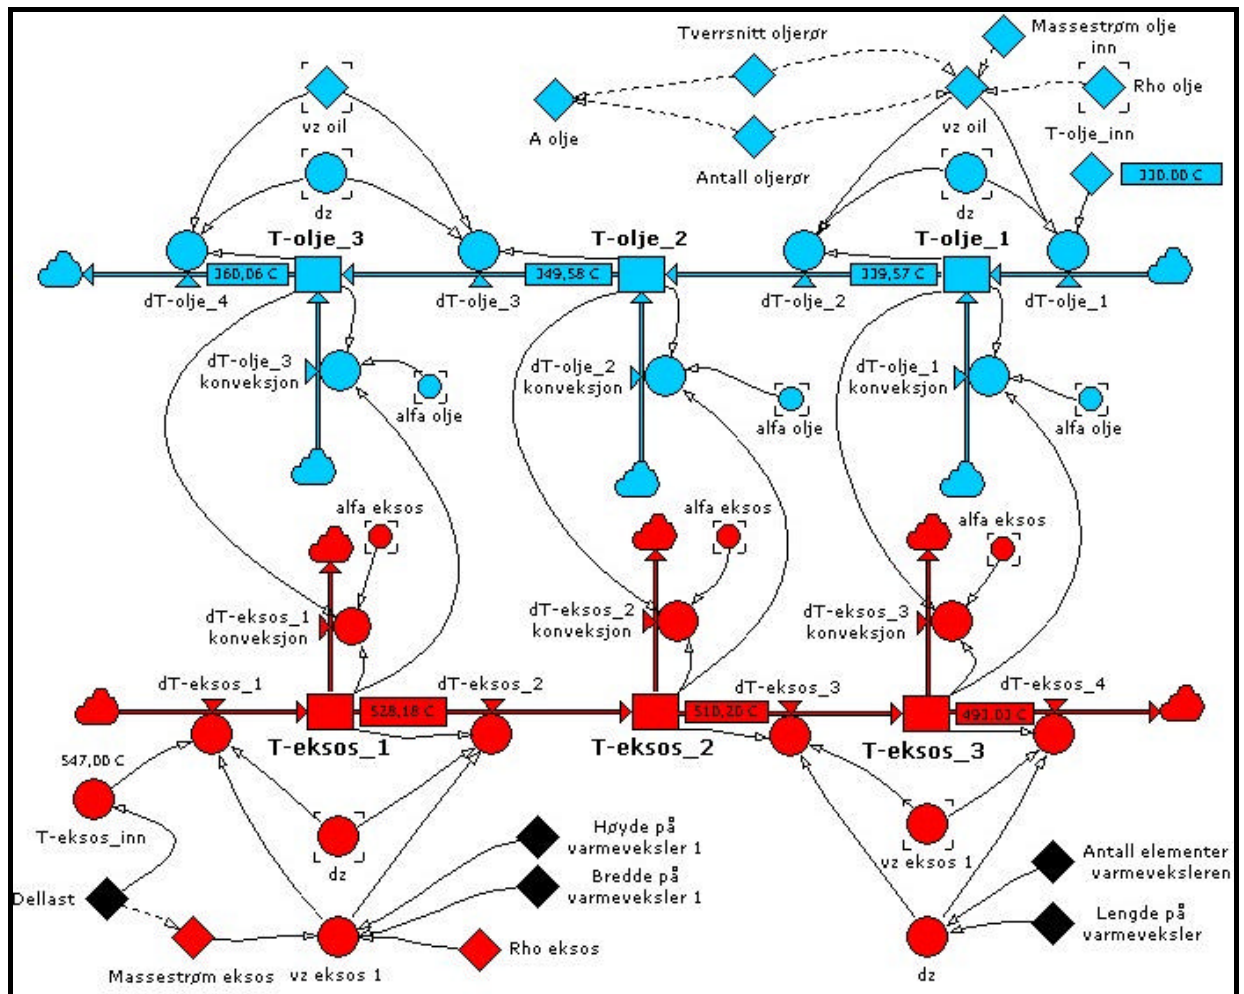 Tverrsnitt oljerør
Massestrøm olje
inn
vz oil
A olje
Antall oljerør
vz oil
Rho olje
T-olje_inn
330.00 C
dz
dz
T-olje_3
T-olje_2
T-olje_1
360,06 C
349,58 C
339,57 C
dT-olje_4
dT-olje_3
dT-olje_2
dT-olje_1
dT-olje_3
konveksjon
dT-olje_2
konveksjon
dT-olje_1
konveksjon
alfa olje
alfa olje
alfa olje
alfa eksos
alfa eksos
alfa eksos
dT-eksos_1
konveksjon
dT-eksos_2
konveksjon
dT-eksos_3
konveksjon
dT-eksos_1
dT-eksos_2
dT-eksos_3
dT-eksos_4
528,18 C
510,20 C
493.03 C
T-eksos_1
T-eksos_2
T-eksos_3
547,00 C
T-eksos_inn
dz
Høyde på
varmeveksler 1
vz eksos 1
Antall elementer
varmeveksleren
Bredde på
varmeveksler 1
Dellast
Lengde på
varmeveksler
Rho eksos
Massestrøm eksos
vz eksos 1
dz